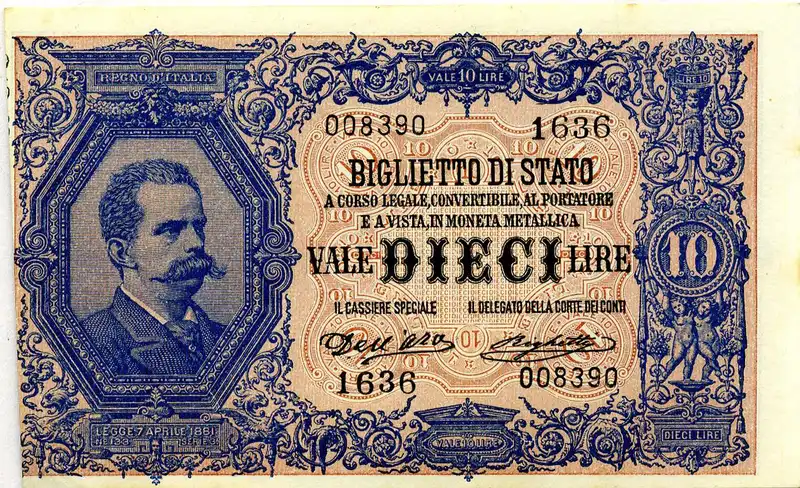 REGNO D'ITALIA
VALE 10 LIRE
LIRE 10
008390 1636
BIGLIETTO DI STATO
A CORSO LEGALE, CONVERTIBILE, AL PORTATORE
E A VISTA, IN MONETA METALLICA
VALE DIECI LIRE
10
IL CASSIERE SPECIALE IL DELEGATO DELLA CORTE DEI CONTI
Dell'Ara
1636 008390
LEGGE 7 APRILE 1881
VALE 10 LIRE
DIECI LIRE